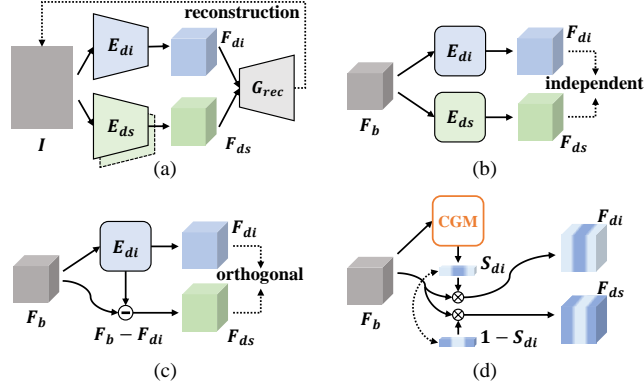 reconstruction
E_di
F_di
G_rec
E_ds
F_ds
I
(a)
E_di
F_di
independent
F_b
E_ds
F_ds
(b)
F_di
E_di
orthogonal
F_b
F_b − F_di
F_ds
(c)
CGM
F_di
S_di
F_ds
F_b
1 − S_di
(d)